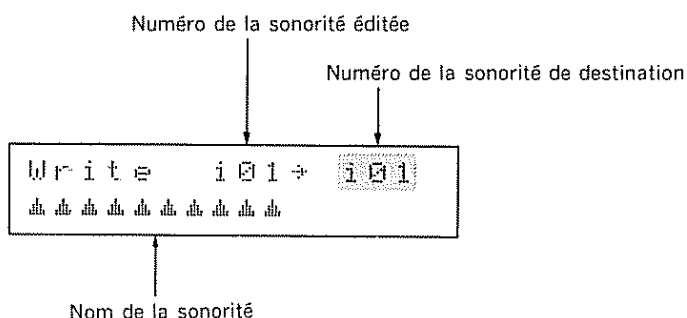 Numéro de la sonorité éditée
Numéro de la sonorité de destination
Write i01→ i01
Nom de la sonorité